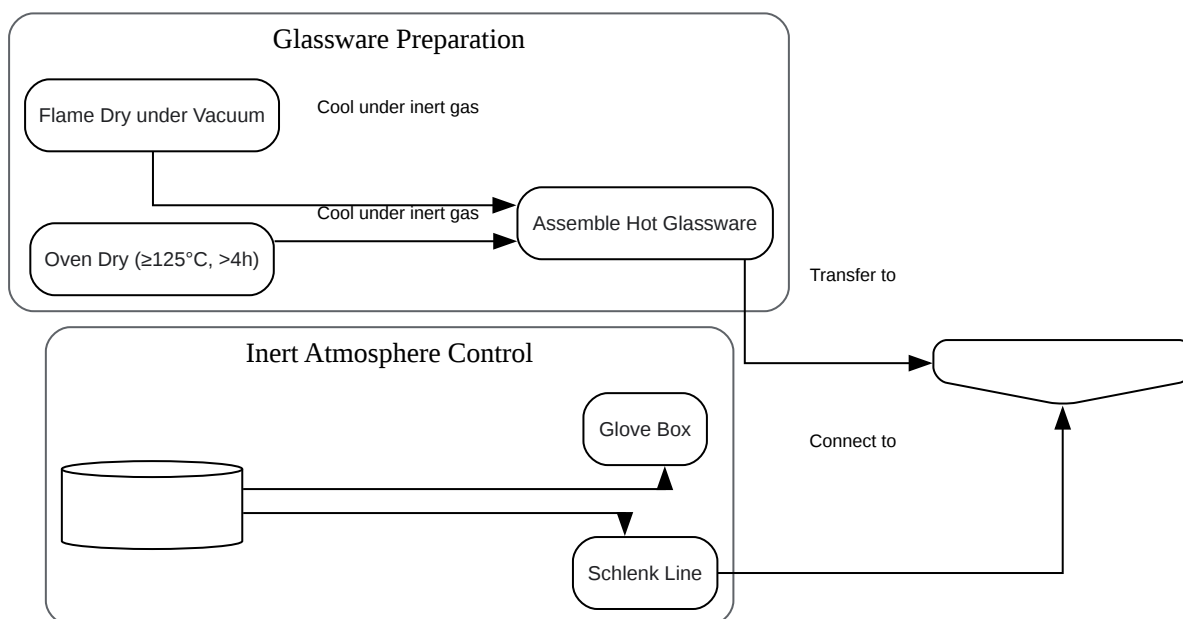 Glassware Preparation
Flame Dry under Vacuum
Cool under inert gas
Cool under inert gas
Assemble Hot Glassware
Oven Dry (≥125°C, >4h)
Transfer to
Inert Atmosphere Control
Glove Box
Connect to
Schlenk Line